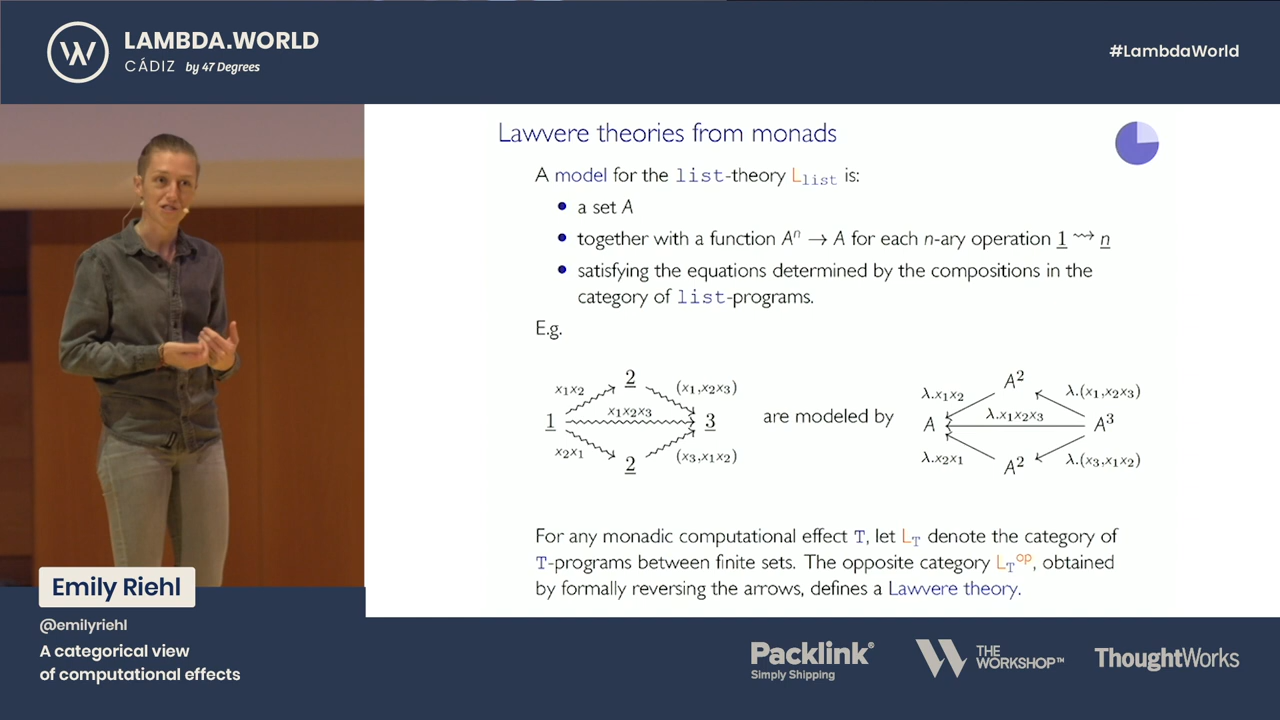 LAMBDA.WORLD
CÁDIZ by 47 Degrees
#LambdaWorld
Lawvere theories from monads
A model for the list-theory L_list is:
• a set A
• together with a function Aⁿ → A for each n-ary operation 1 ⇝ n
• satisfying the equations determined by the compositions in the
category of list-programs.
E.g.
2
x₁x₂ (x₁,x₂x₃)
1 x₁x₂x₃ 3
x₂x₁ (x₃,x₁x₂)
2
are modeled by
A²
λ.x₁x₂ λ.(x₁,x₂x₃)
A λ.x₁x₂x₃ A³
λ.x₂x₁ λ.(x₃,x₁x₂)
A²
For any monadic computational effect T, let L_T denote the category of
T-programs between finite sets. The opposite category L_T^op, obtained
by formally reversing the arrows, defines a Lawvere theory.
Emily Riehl
@emilyriehl
A categorical view
of computational effects
Packlink®
Simply Shipping
THE
WORKSHOP™
ThoughtWorks